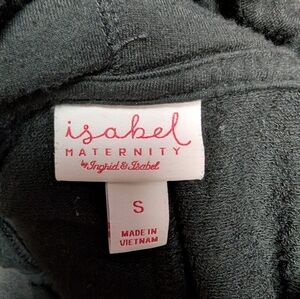 isabel
MATERNITY
by Ingrid & Isabel
S
MADE IN
VIETNAM